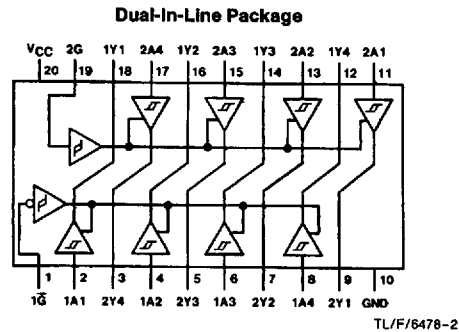 Dual-In-Line Package
VCC 2G 1Y1 2A4 1Y2 2A3 1Y3 2A2 1Y4 2A1
20 19 18 17 16 15 14 13 12 11
1 2 3 4 5 6 7 8 9 10
1G̅ 1A1 2Y4 1A2 2Y3 1A3 2Y2 1A4 2Y1 GND
TL/F/6478-2